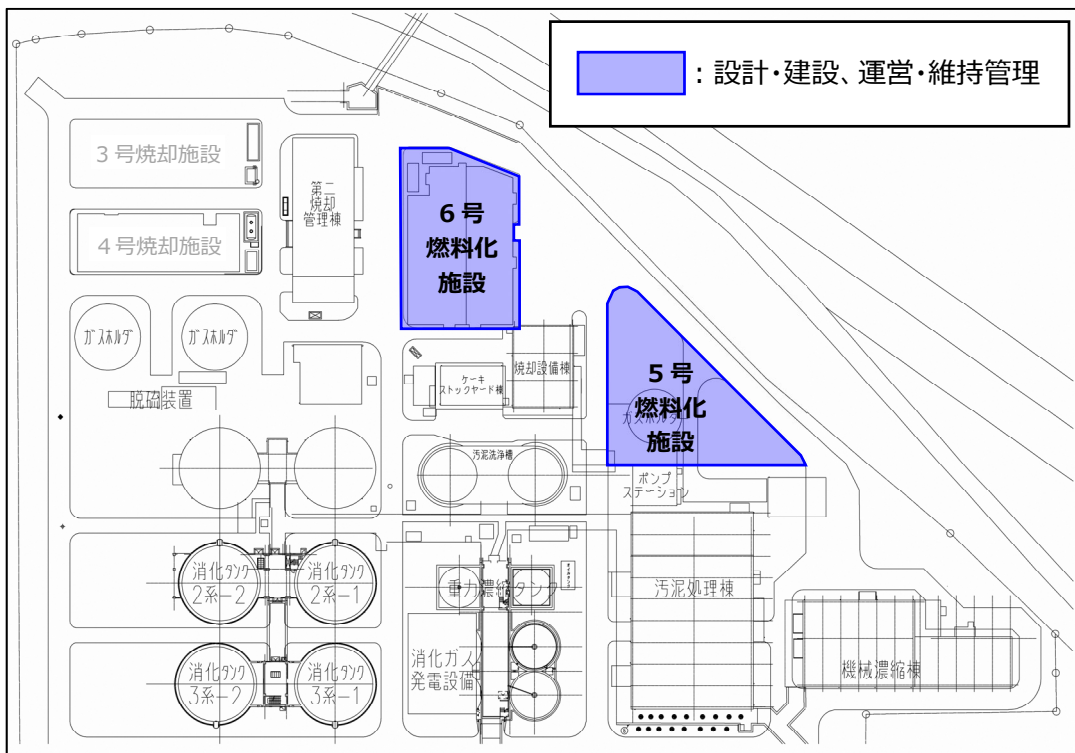 ：設計・建設、運営・維持管理
3号焼却施設
第二
焼却
管理棟
4号焼却施設
6号
燃料化
施設
ガスホルダ
ガスホルダ
脱硫装置
ケーキ
ストックヤード棟
焼却設備棟
5号
燃料化
施設
ガスホルダー
汚泥洗浄槽
ポンプ
ステーション
消化タンク
2系-2
消化タンク
2系-1
重力濃縮タンク
汚泥処理棟
消化タンク
3系-2
消化タンク
3系-1
消化ガス
発電設備
機械濃縮棟